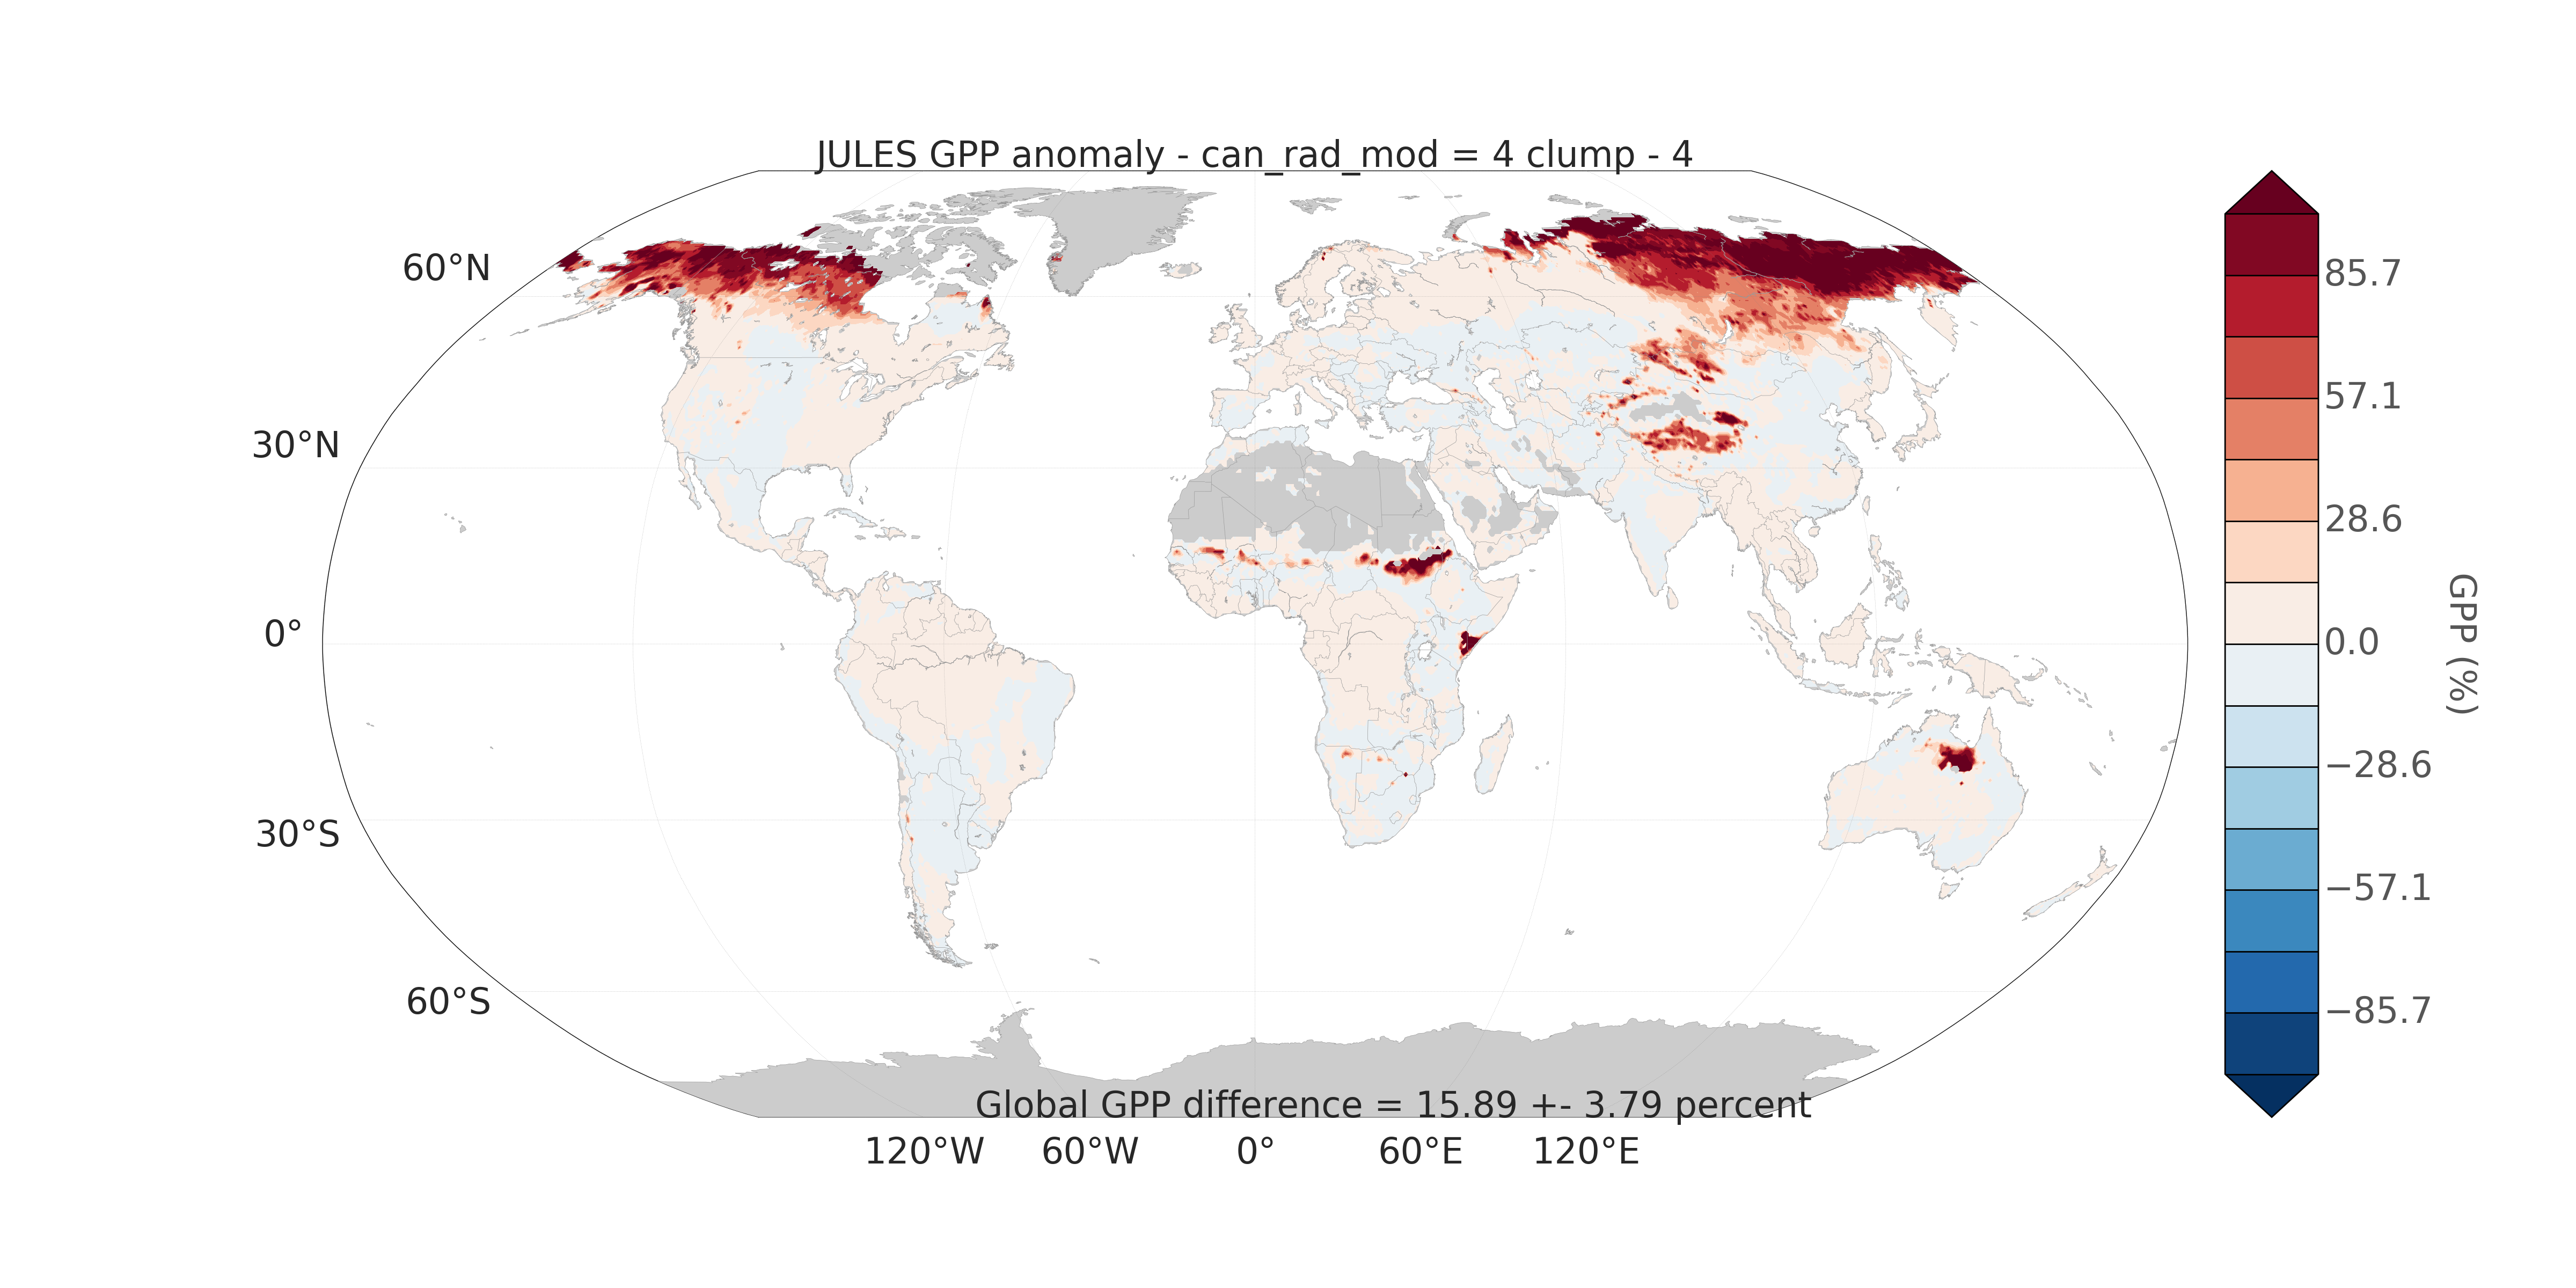 JULES GPP anomaly - can_rad_mod = 4 clump - 4
60°N
30°N
0°
30°S
60°S
85.7
57.1
28.6
0.0
−28.6
−57.1
−85.7
GPP (%)
Global GPP difference = 15.89 +- 3.79 percent
120°W 60°W 0° 60°E 120°E